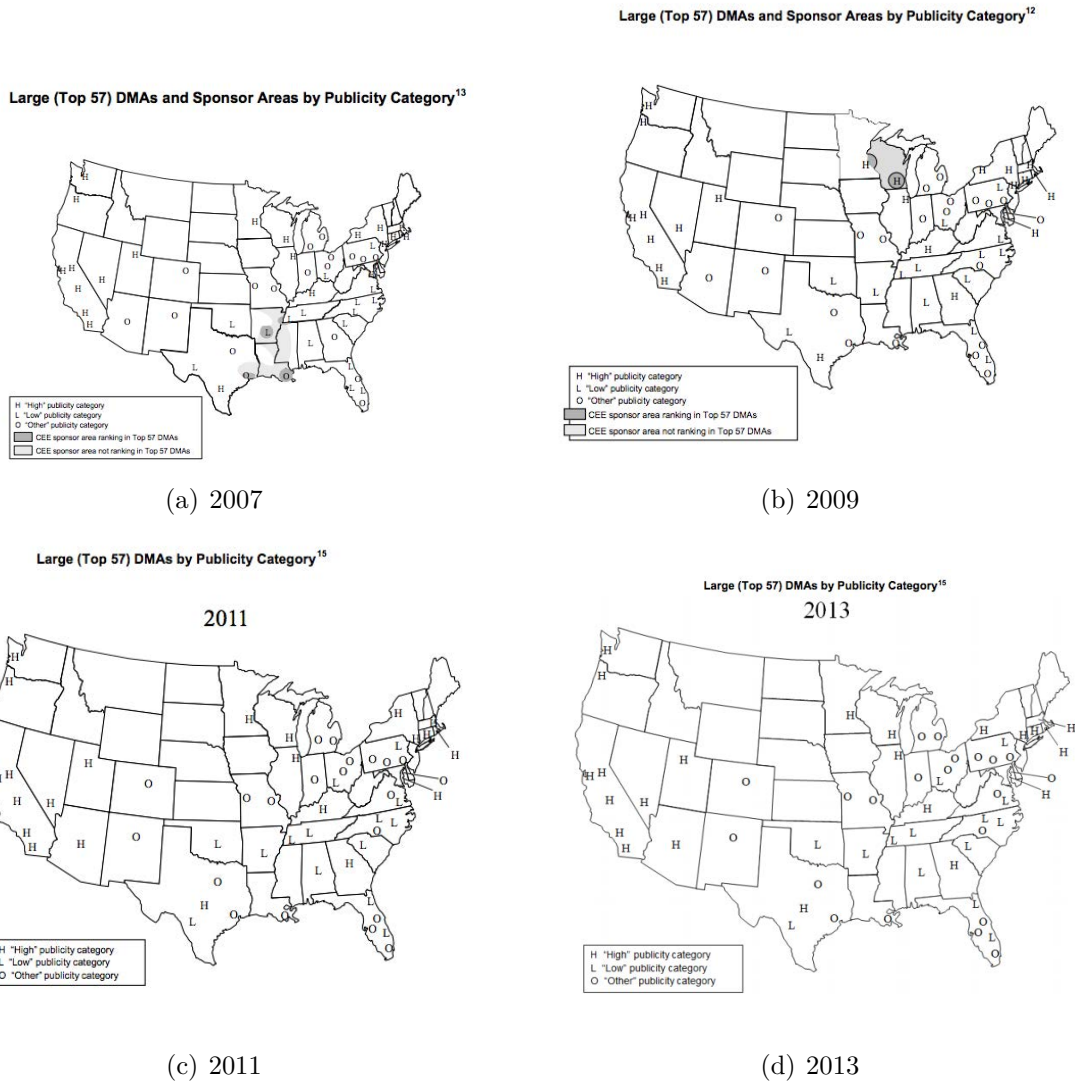 Large (Top 57) DMAs and Sponsor Areas by Publicity Category13
H "High" publicity category
L "Low" publicity category
O "Other" publicity category
CEE sponsor area ranking in Top 57 DMAs
CEE sponsor area not ranking in Top 57 DMAs
(a) 2007
Large (Top 57) DMAs and Sponsor Areas by Publicity Category12
H "High" publicity category
L "Low" publicity category
O "Other" publicity category
CEE sponsor area ranking in Top 57 DMAs
CEE sponsor area not ranking in Top 57 DMAs
(b) 2009
Large (Top 57) DMAs by Publicity Category15
2011
H "High" publicity category
L "Low" publicity category
O "Other" publicity category
(c) 2011
Large (Top 57) DMAs by Publicity Category15
2013
H "High" publicity category
L "Low" publicity category
O "Other" publicity category
(d) 2013